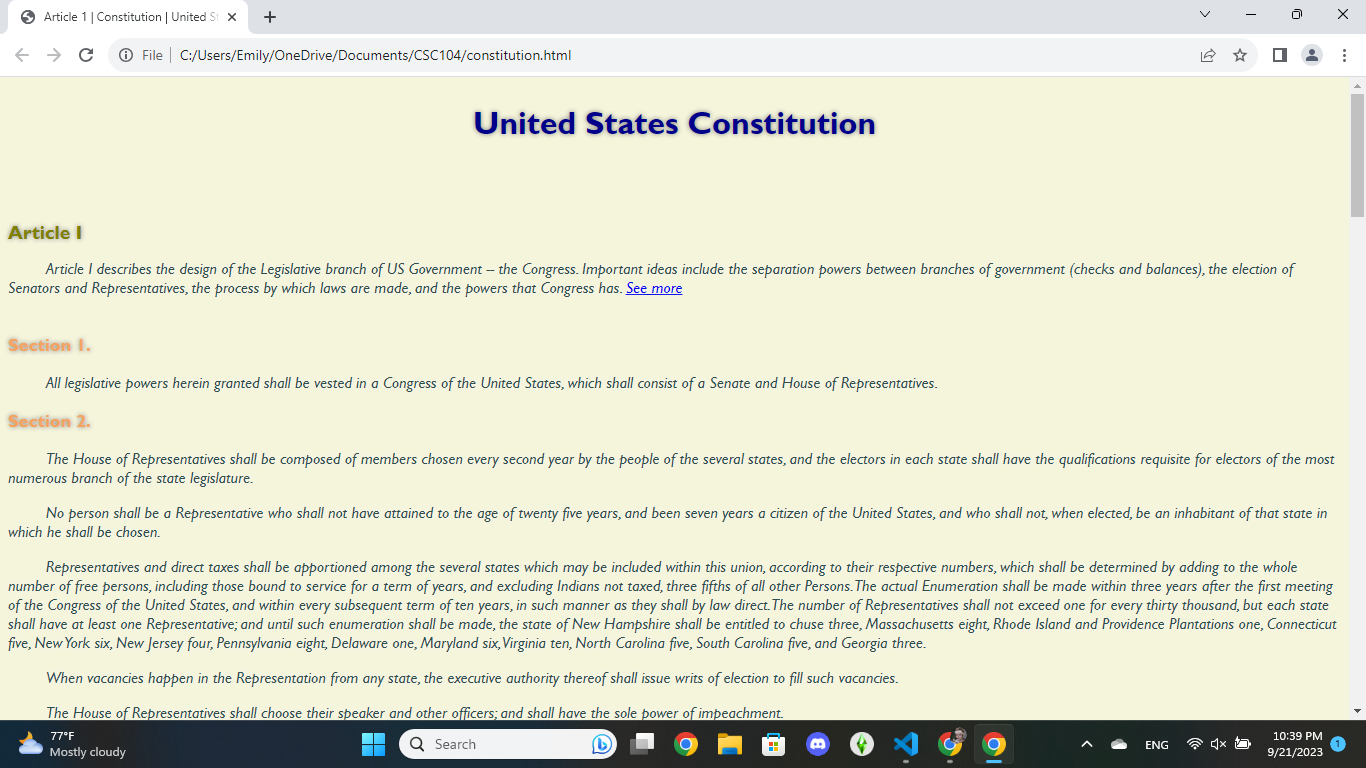 Article 1 | Constitution | United St
File
C:/Users/Emily/OneDrive/Documents/CSC104/constitution.html
United States Constitution
Article I
Article I describes the design of the Legislative branch of US Government – the Congress. Important ideas include the separation powers between branches of government (checks and balances), the election of
Senators and Representatives, the process by which laws are made, and the powers that Congress has. See more
Section 1.
All legislative powers herein granted shall be vested in a Congress of the United States, which shall consist of a Senate and House of Representatives.
Section 2.
The House of Representatives shall be composed of members chosen every second year by the people of the several states, and the electors in each state shall have the qualifications requisite for electors of the most
numerous branch of the state legislature.
No person shall be a Representative who shall not have attained to the age of twenty five years, and been seven years a citizen of the United States, and who shall not, when elected, be an inhabitant of that state in
which he shall be chosen.
Representatives and direct taxes shall be apportioned among the several states which may be included within this union, according to their respective numbers, which shall be determined by adding to the whole
number of free persons, including those bound to service for a term of years, and excluding Indians not taxed, three fifths of all other Persons. The actual Enumeration shall be made within three years after the first meeting
of the Congress of the United States, and within every subsequent term of ten years, in such manner as they shall by law direct. The number of Representatives shall not exceed one for every thirty thousand, but each state
shall have at least one Representative; and until such enumeration shall be made, the state of New Hampshire shall be entitled to chuse three, Massachusetts eight, Rhode Island and Providence Plantations one, Connecticut
five, New York six, New Jersey four, Pennsylvania eight, Delaware one, Maryland six, Virginia ten, North Carolina five, South Carolina five, and Georgia three.
When vacancies happen in the Representation from any state, the executive authority thereof shall issue writs of election to fill such vacancies.
The House of Representatives shall choose their speaker and other officers; and shall have the sole power of impeachment.
77°F
Mostly cloudy
Search
ENG
10:39 PM
9/21/2023
1